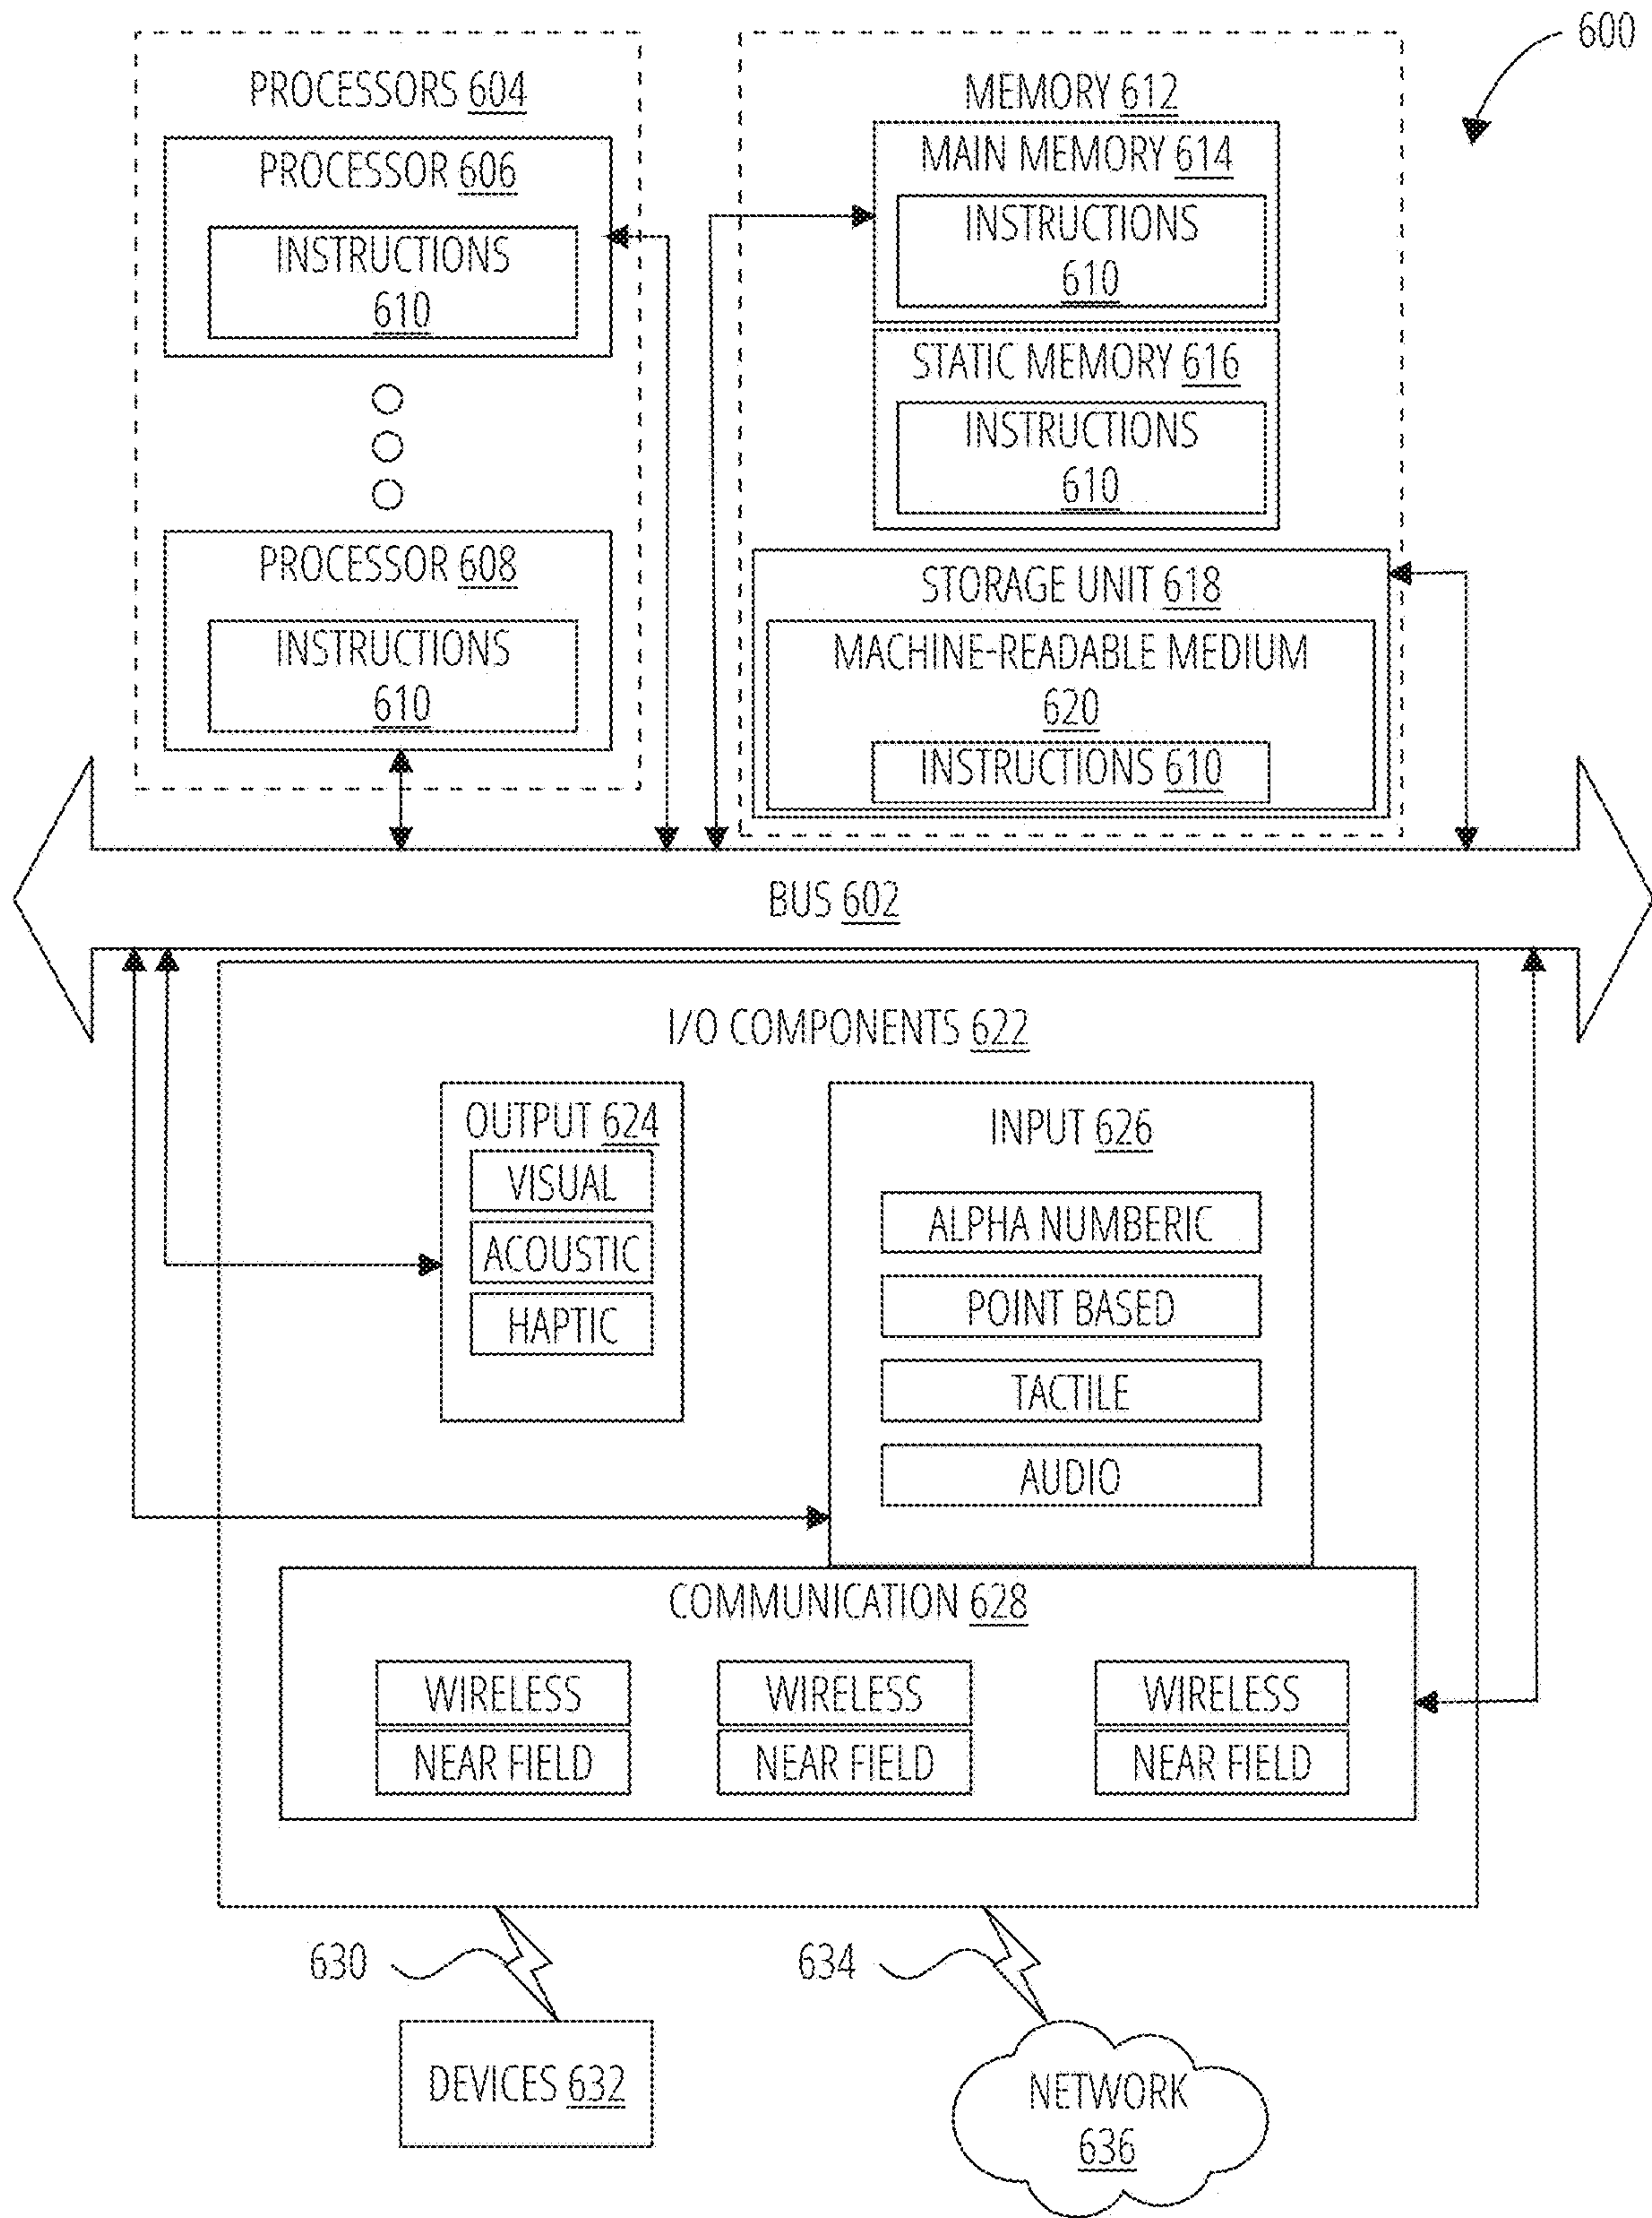 600
PROCESSORS 604
PROCESSOR 606
INSTRUCTIONS
610
PROCESSOR 608
INSTRUCTIONS
610
MEMORY 612
MAIN MEMORY 614
INSTRUCTIONS
610
STATIC MEMORY 616
INSTRUCTIONS
610
STORAGE UNIT 618
MACHINE-READABLE MEDIUM
620
INSTRUCTIONS 610
BUS 602
I/O COMPONENTS 622
OUTPUT 624
VISUAL
ACOUSTIC
HAPTIC
INPUT 626
ALPHA NUMBERIC
POINT BASED
TACTILE
AUDIO
COMMUNICATION 628
WIRELESS
NEAR FIELD
WIRELESS
NEAR FIELD
WIRELESS
NEAR FIELD
630
634
DEVICES 632
NETWORK
636